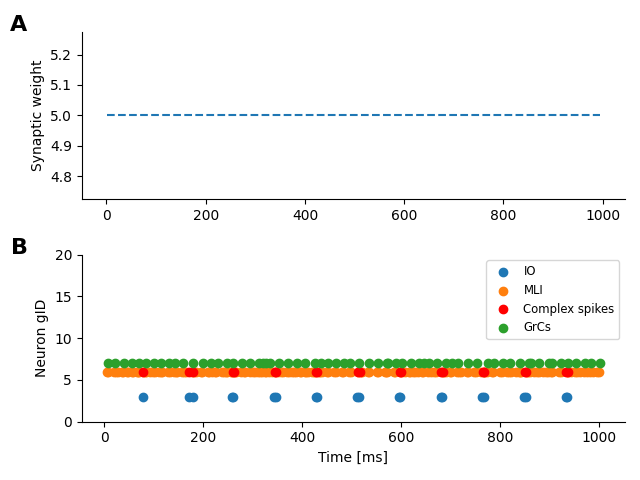 A
Synaptic weight
5.2
5.1
5.0
4.9
4.8
0 200 400 600 800 1000
B
Neuron gID
20
15
10
5
0
IO
MLI
Complex spikes
GrCs
0 200 400 600 800 1000
Time [ms]